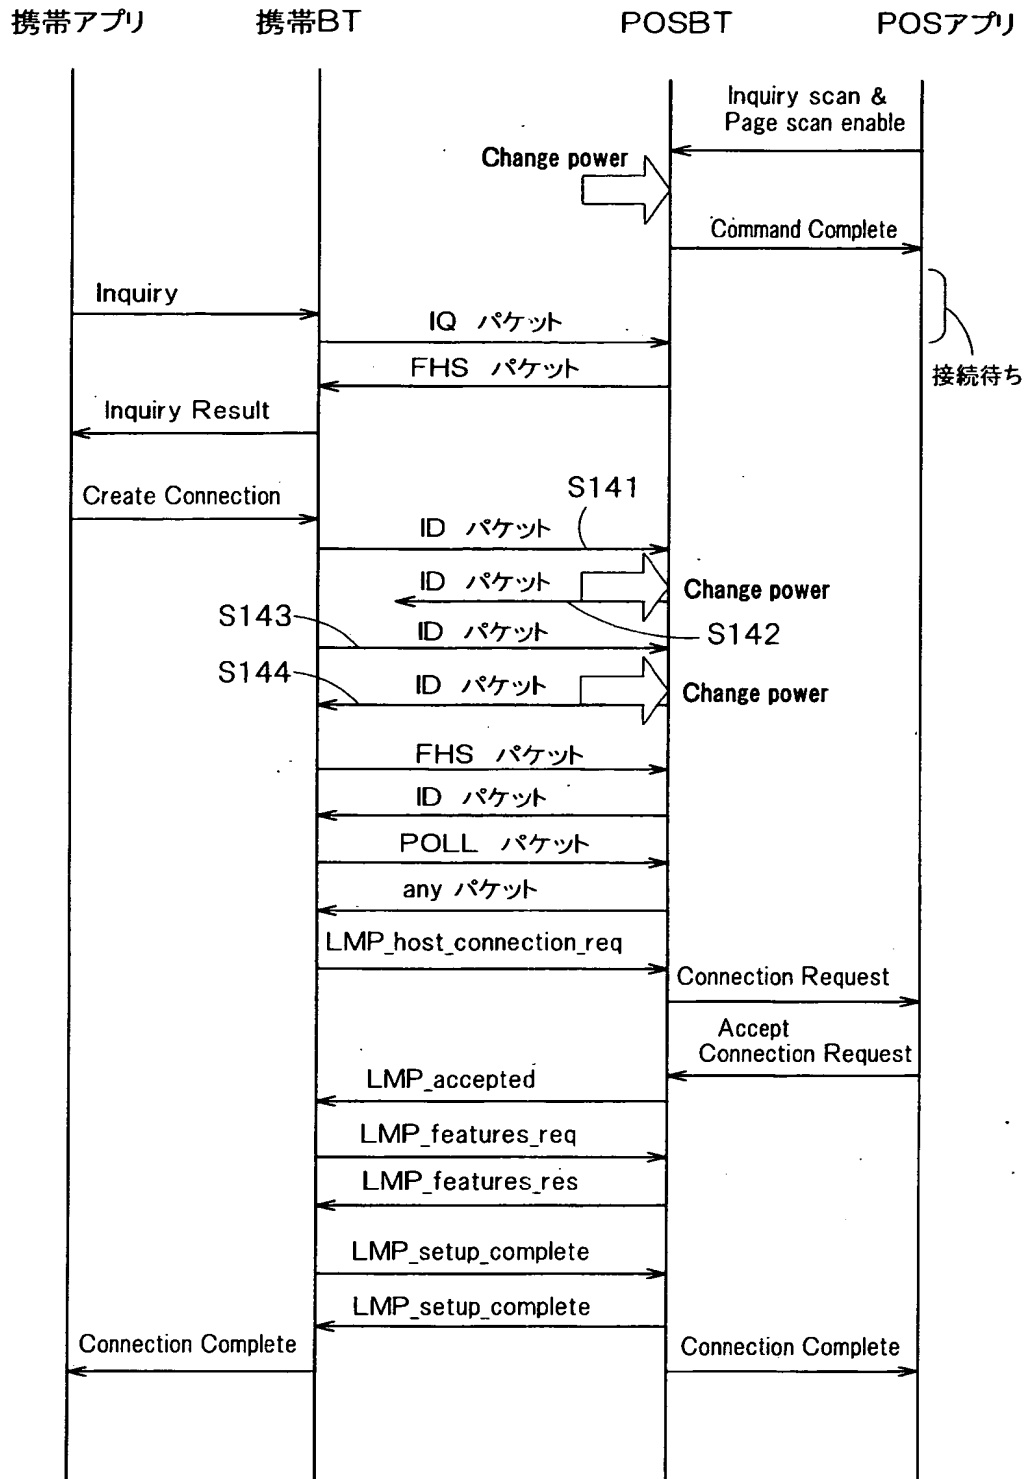 携帯アプリ 携帯BT POSBT POSアプリ
Inquiry scan &
Page scan enable
Change power
Command Complete
Inquiry
IQ パケット
FHS パケット
接続待ち
Inquiry Result
Create Connection
S141
ID パケット
ID パケット
Change power
S142
S143
ID パケット
S144
ID パケット
Change power
FHS パケット
ID パケット
POLL パケット
any パケット
LMP_host_connection_req
Connection Request
Accept
Connection Request
LMP_accepted
LMP_features_req
LMP_features_res
LMP_setup_complete
LMP_setup_complete
Connection Complete
Connection Complete